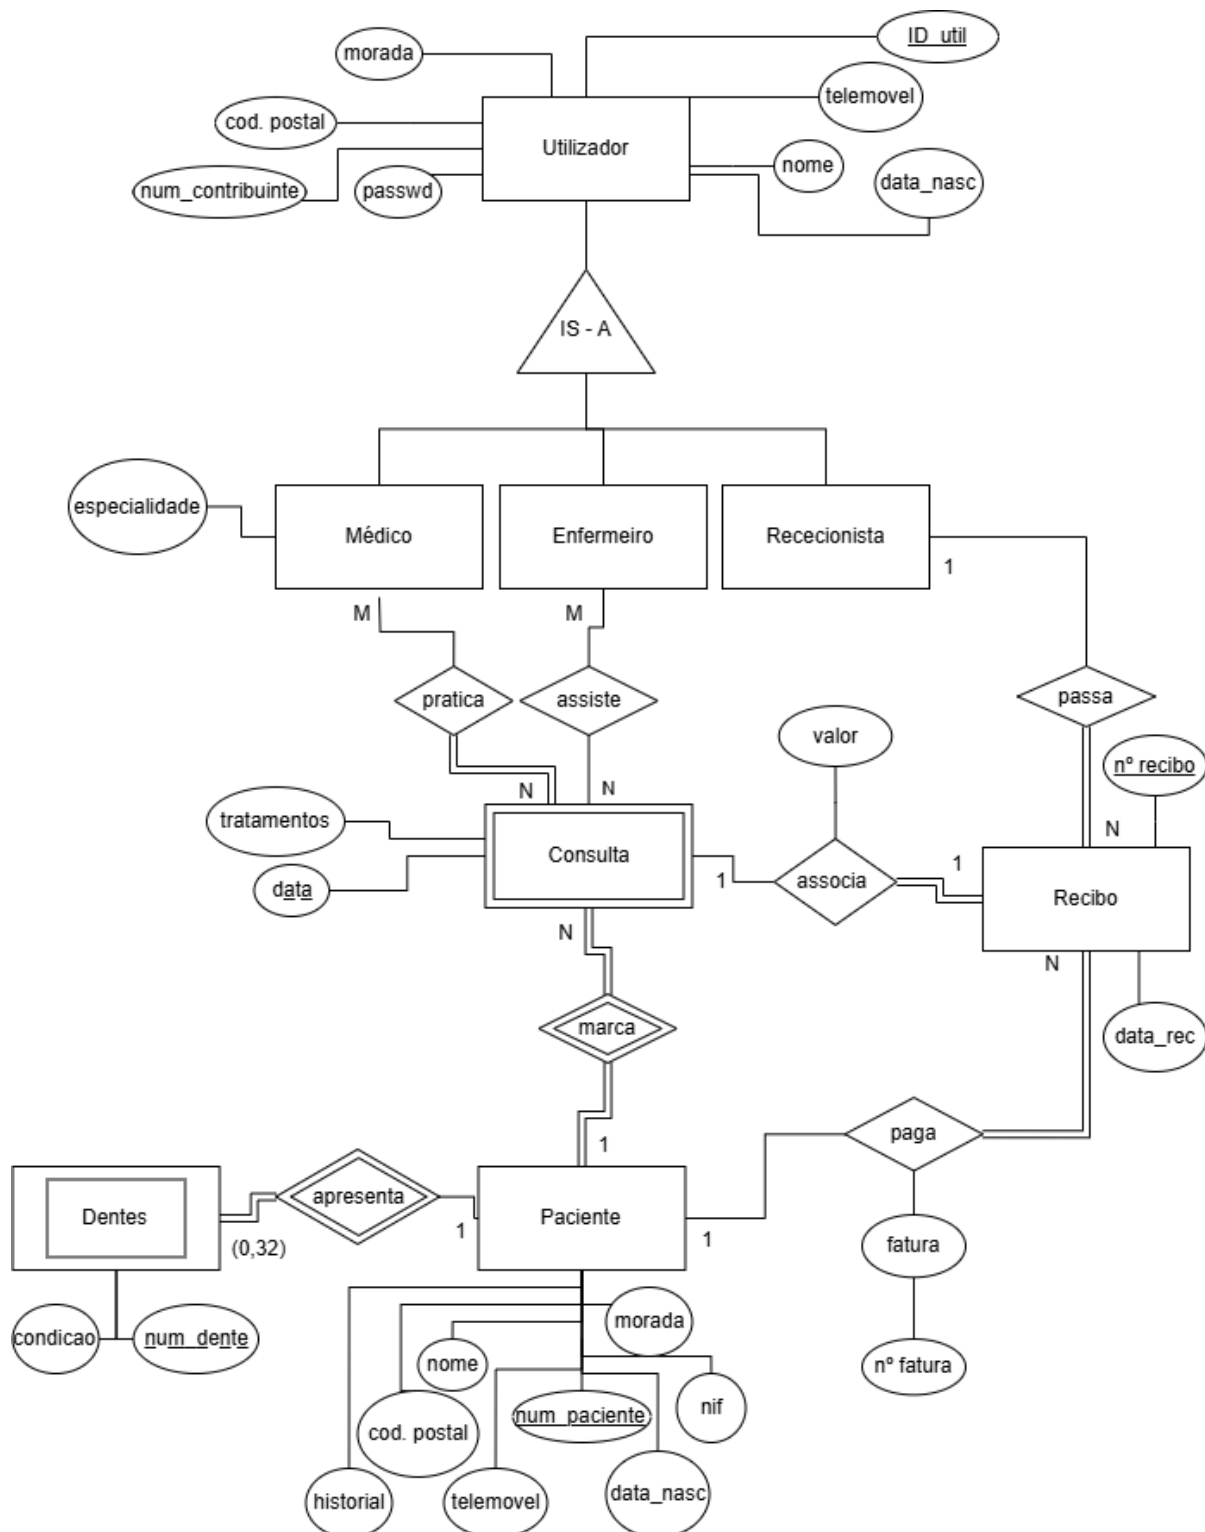 ID_util
morada
telemovel
cod. postal
Utilizador
nome
num_contribuinte
passwd
data_nasc
IS - A
especialidade
Médico
Enfermeiro
Rececionista
1
M
M
pratica
assiste
passa
valor
nº recibo
N
N
tratamentos
N
Consulta
1
1
associa
data
Recibo
N
N
marca
data_rec
paga
1
apresenta
Dentes
Paciente
(0,32)
1
1
fatura
morada
condicao
num_dente
nome
nº fatura
num_paciente
nif
cod. postal
historial
telemovel
data_nasc